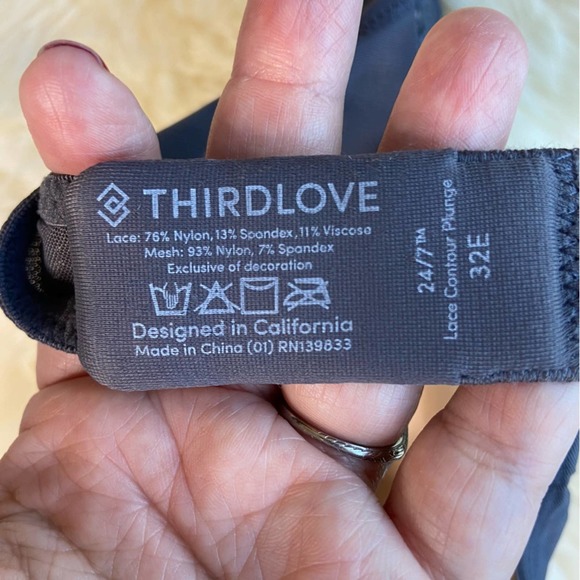 THIRDLOVE
Lace: 76% Nylon, 13% Spandex, 11% Viscose
Mesh: 93% Nylon, 7% Spandex
Exclusive of decoration
Designed in California
Made in China (01) RN139833
24/7™
Lace Contour Plunge
32E